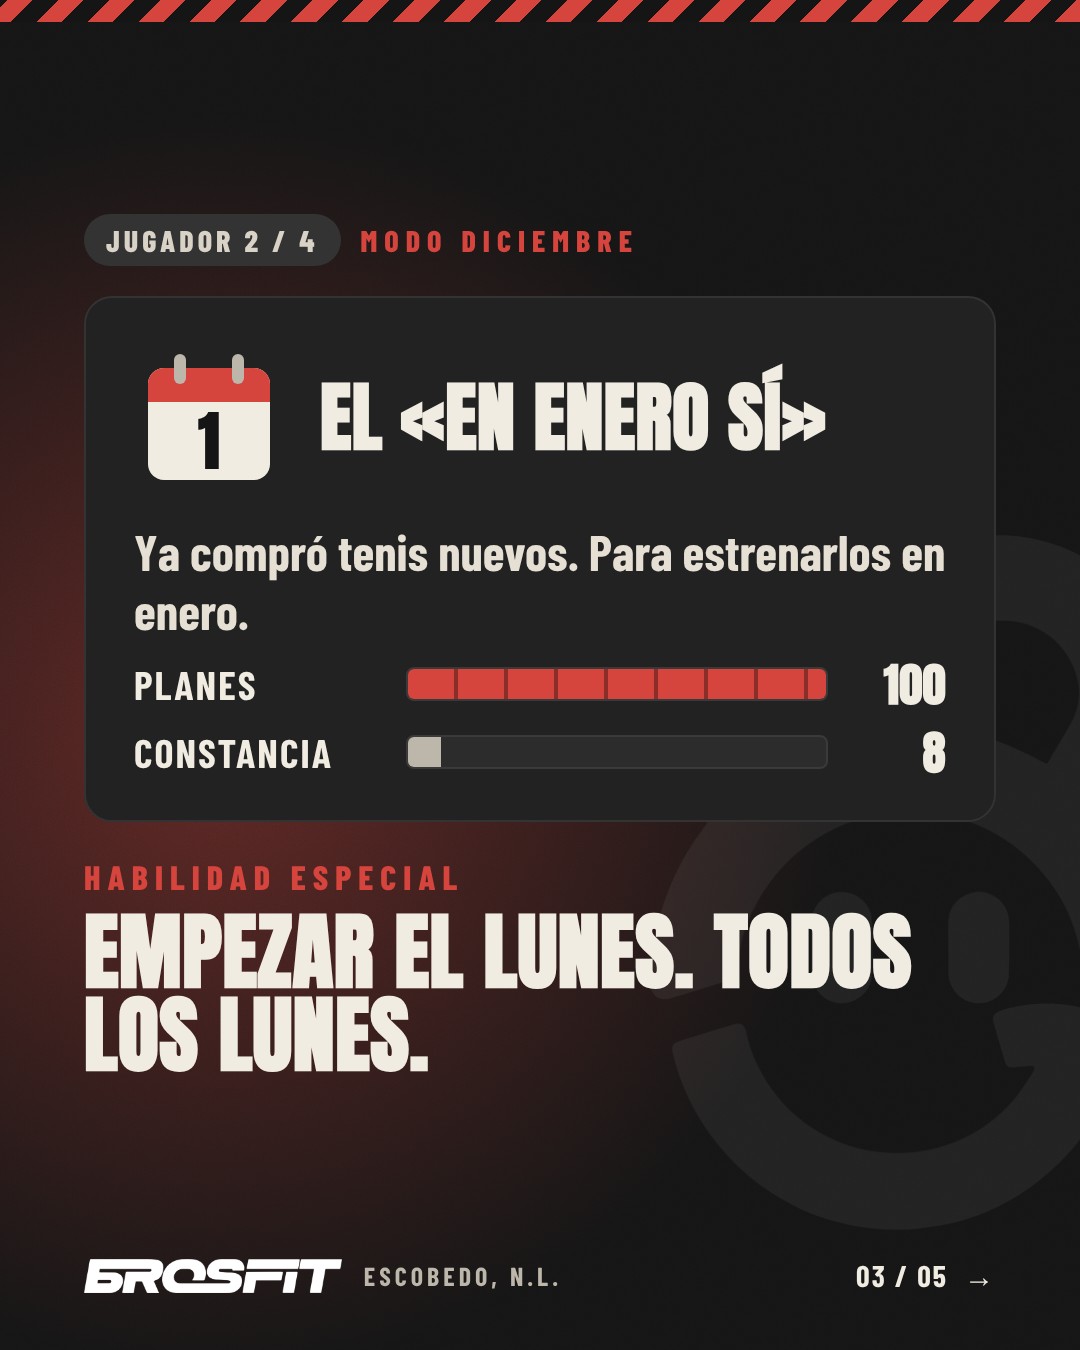 JUGADOR 2 / 4 MODO DICIEMBRE
1
EL «EN ENERO SÍ»
Ya compró tenis nuevos. Para estrenarlos en
enero.
PLANES 100
CONSTANCIA 8
HABILIDAD ESPECIAL
EMPEZAR EL LUNES. TODOS
LOS LUNES.
BROSFIT ESCOBEDO, N.L. 03 / 05 →